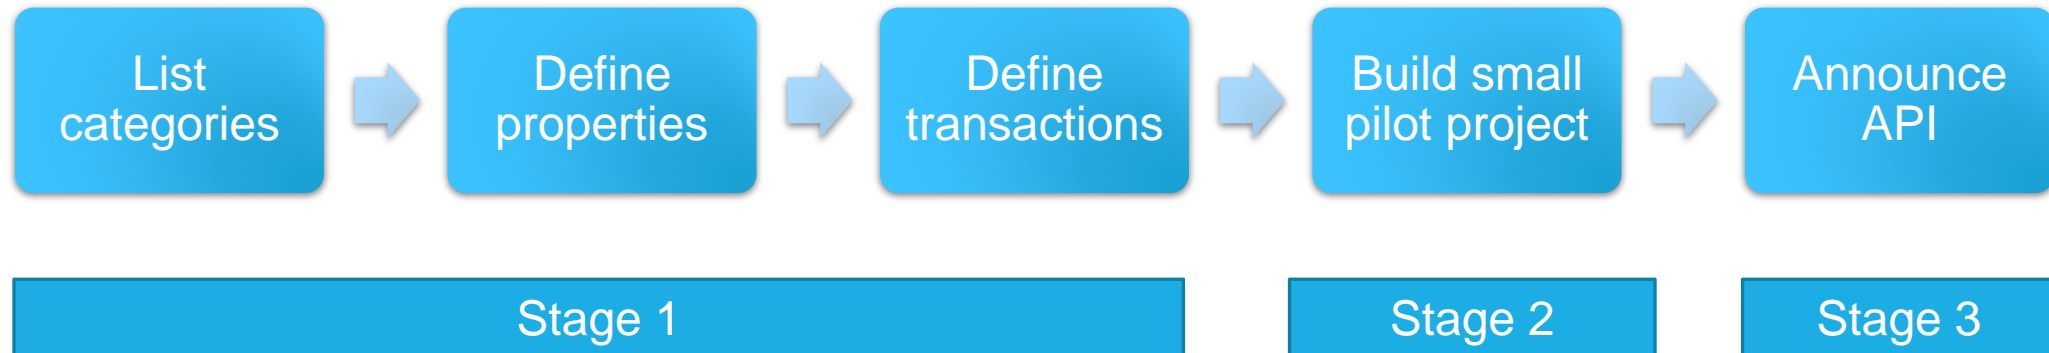 List
categories
Define
properties
Define
transactions
Build small
pilot project
Announce
API
Stage 1
Stage 2
Stage 3